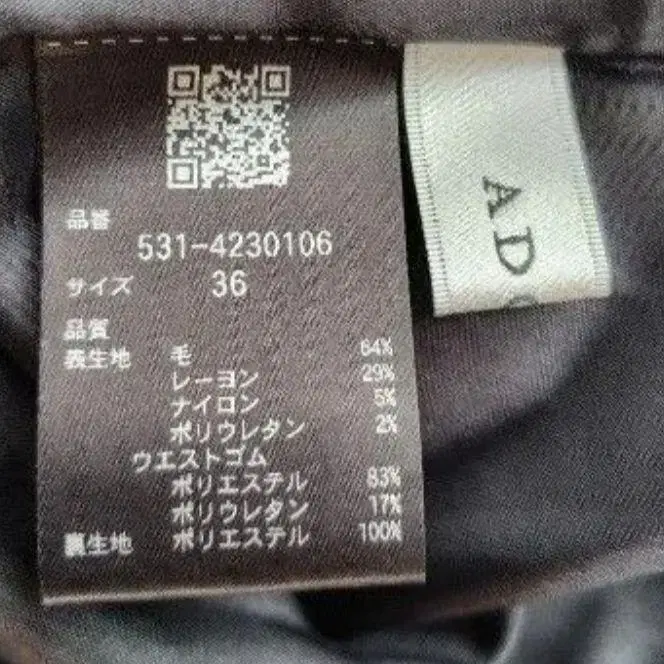 品番
531-4230106
サイズ 36
品質
表生地 毛 64%
レーヨン 29%
ナイロン 5%
ポリウレタン 2%
ウエストゴム
ポリエステル 83%
ポリウレタン 17%
裏生地 ポリエステル 100%
AD